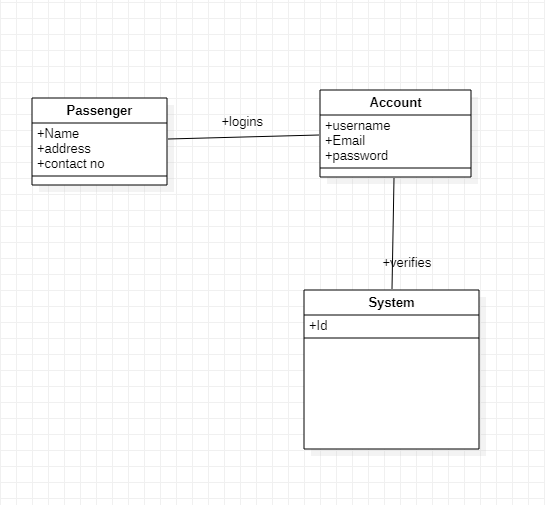 Passenger
+Name
+address
+contact no
+logins
Account
+username
+Email
+password
+verifies
System
+Id